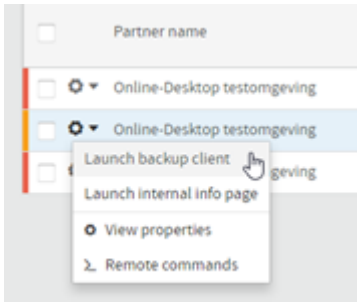 Partner name
Online-Desktop testomgeving
Online-Desktop testomgeving
Launch backup client
geving
Launch internal info page
View properties
Remote commands